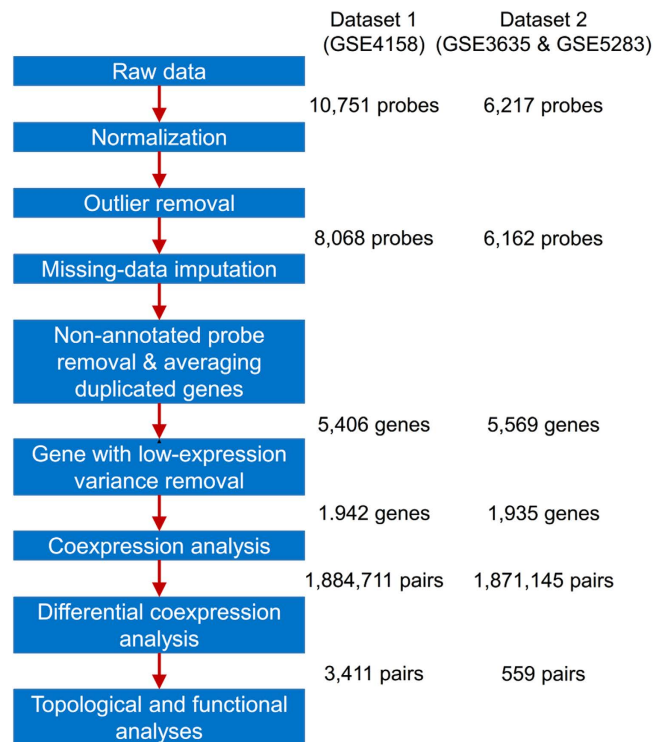 Dataset 1 Dataset 2
(GSE4158) (GSE3635 & GSE5283)
Raw data
10,751 probes 6,217 probes
Normalization
Outlier removal
8,068 probes 6,162 probes
Missing-data imputation
Non-annotated probe
removal & averaging
duplicated genes
5,406 genes 5,569 genes
Gene with low-expression
variance removal
1.942 genes 1,935 genes
Coexpression analysis
1,884,711 pairs 1,871,145 pairs
Differential coexpression
analysis
3,411 pairs 559 pairs
Topological and functional
analyses